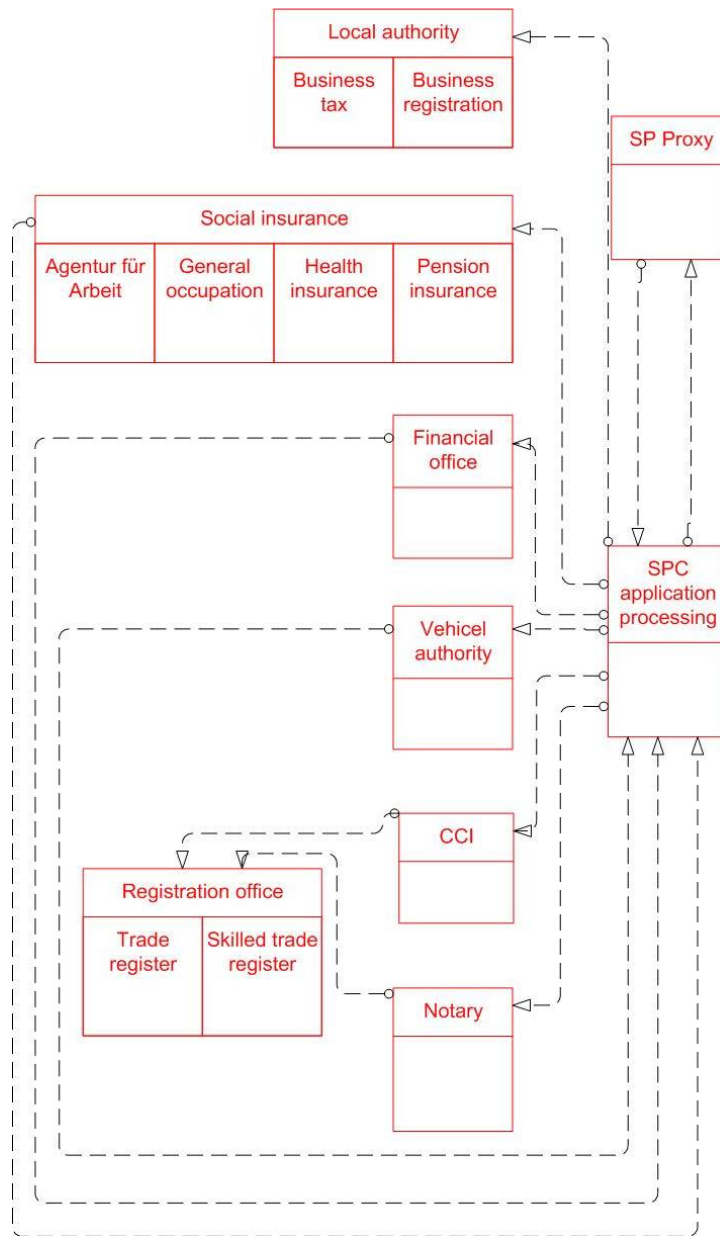 Local authority
Business
tax
Business
registration
SP Proxy
Social insurance
Agentur für
Arbeit
General
occupation
Health
insurance
Pension
insurance
Financial
office
SPC
application
processing
Vehicel
authority
CCI
Registration office
Trade
register
Skilled trade
register
Notary